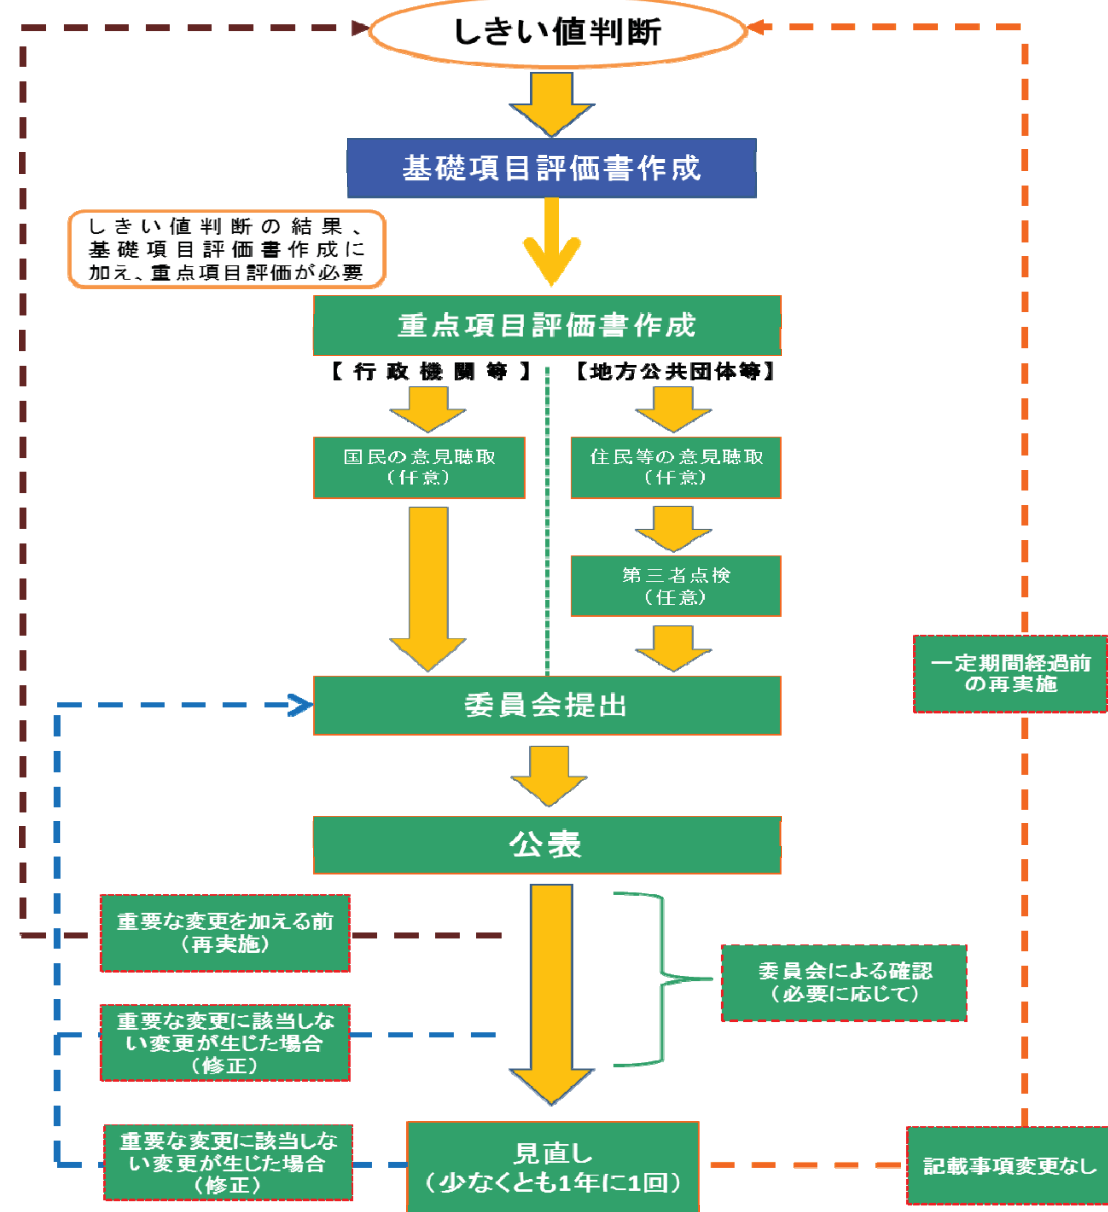 しきい値判断
基礎項目評価書作成
しきい値判断の結果、
基礎項目評価書作成に
加え、重点項目評価が必要
重点項目評価書作成
【行政機関等】
【地方公共団体等】
国民の意見聴取
（任意）
住民等の意見聴取
（任意）
第三者点検
（任意）
一定期間経過前
の再実施
委員会提出
公表
重要な変更を加える前
（再実施）
委員会による確認
（必要に応じて）
重要な変更に該当しな
い変更が生じた場合
（修正）
重要な変更に該当しな
い変更が生じた場合
（修正）
見直し
（少なくとも1年に1回）
記載事項変更なし